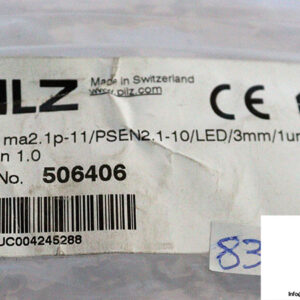 ILZ
Made in Switzerland
www.pilz.com
CE
ma2.1p-11/PSEN2.1-10/LED/3mm/1un
n 1.0
No. 506406
UC004245288
83